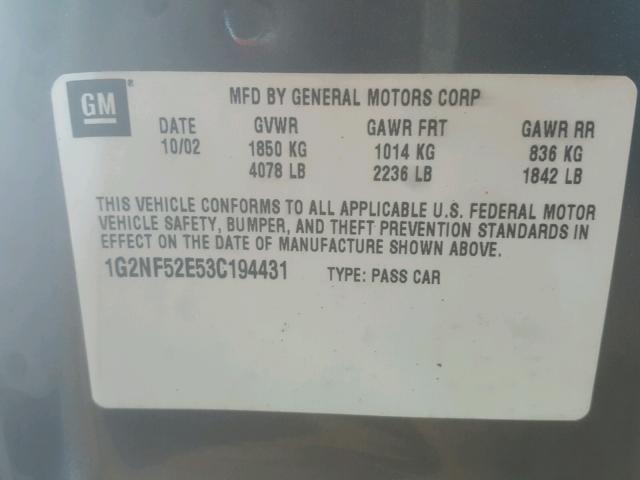 GM ® MFD BY GENERAL MOTORS CORP
DATE GVWR GAWR FRT GAWR RR
10/02 1850 KG 1014 KG 836 KG
4078 LB 2236 LB 1842 LB
THIS VEHICLE CONFORMS TO ALL APPLICABLE U.S. FEDERAL MOTOR
VEHICLE SAFETY, BUMPER, AND THEFT PREVENTION STANDARDS IN
EFFECT ON THE DATE OF MANUFACTURE SHOWN ABOVE.
1G2NF52E53C194431 TYPE: PASS CAR